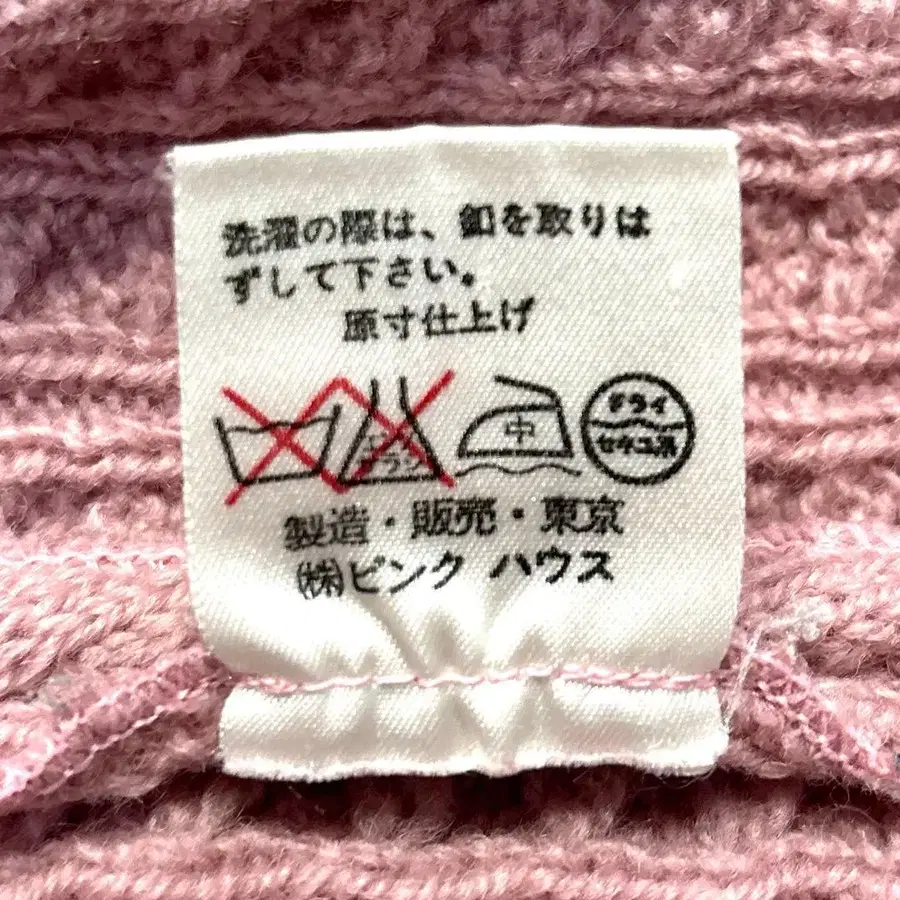 洗濯の際は、釦を取りは
ずして下さい。
原寸仕上げ
中
ドライ
セキユ系
製造・販売・東京
㈱ピンク ハウス